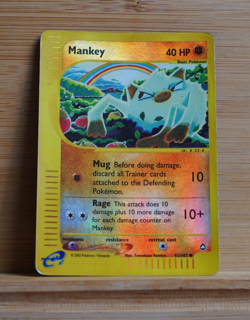 Mankey 40 HP
Basic Pokémon
Mug Before doing damage,
discard all Trainer cards
attached to the Defending
Pokémon.
10
Rage This attack does 10
damage plus 10 more damage
for each damage counter on
Mankey.
10+
weakness resistance retreat cost
e